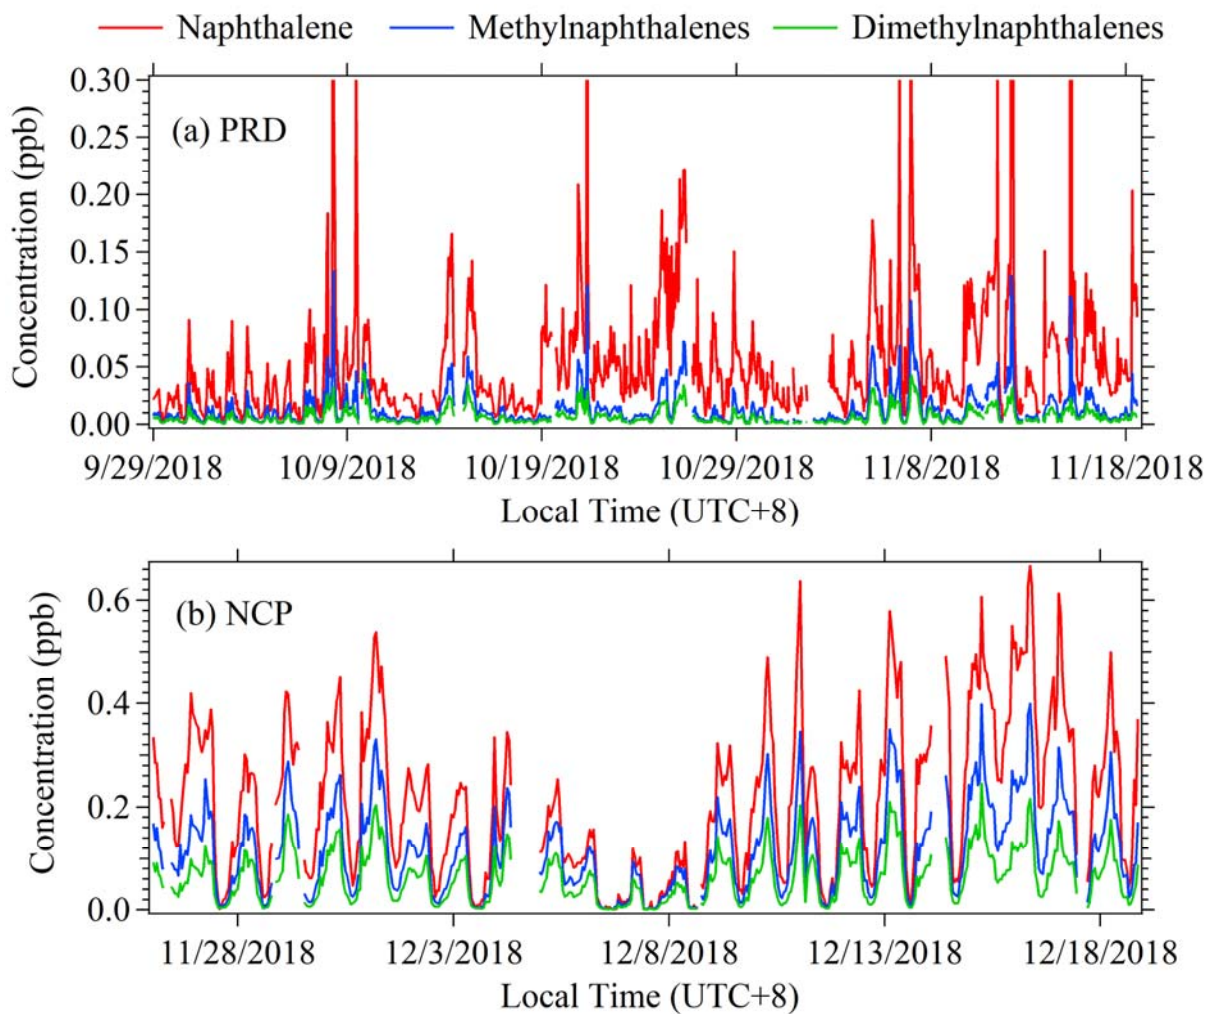 Naphthalene Methylnaphthalenes Dimethylnaphthalenes
(a) PRD
Concentration (ppb)
0.30
0.25
0.20
0.15
0.10
0.05
0.00
9/29/2018 10/9/2018 10/19/2018 10/29/2018 11/8/2018 11/18/2018
Local Time (UTC+8)
(b) NCP
Concentration (ppb)
0.6
0.4
0.2
0.0
11/28/2018 12/3/2018 12/8/2018 12/13/2018 12/18/2018
Local Time (UTC+8)